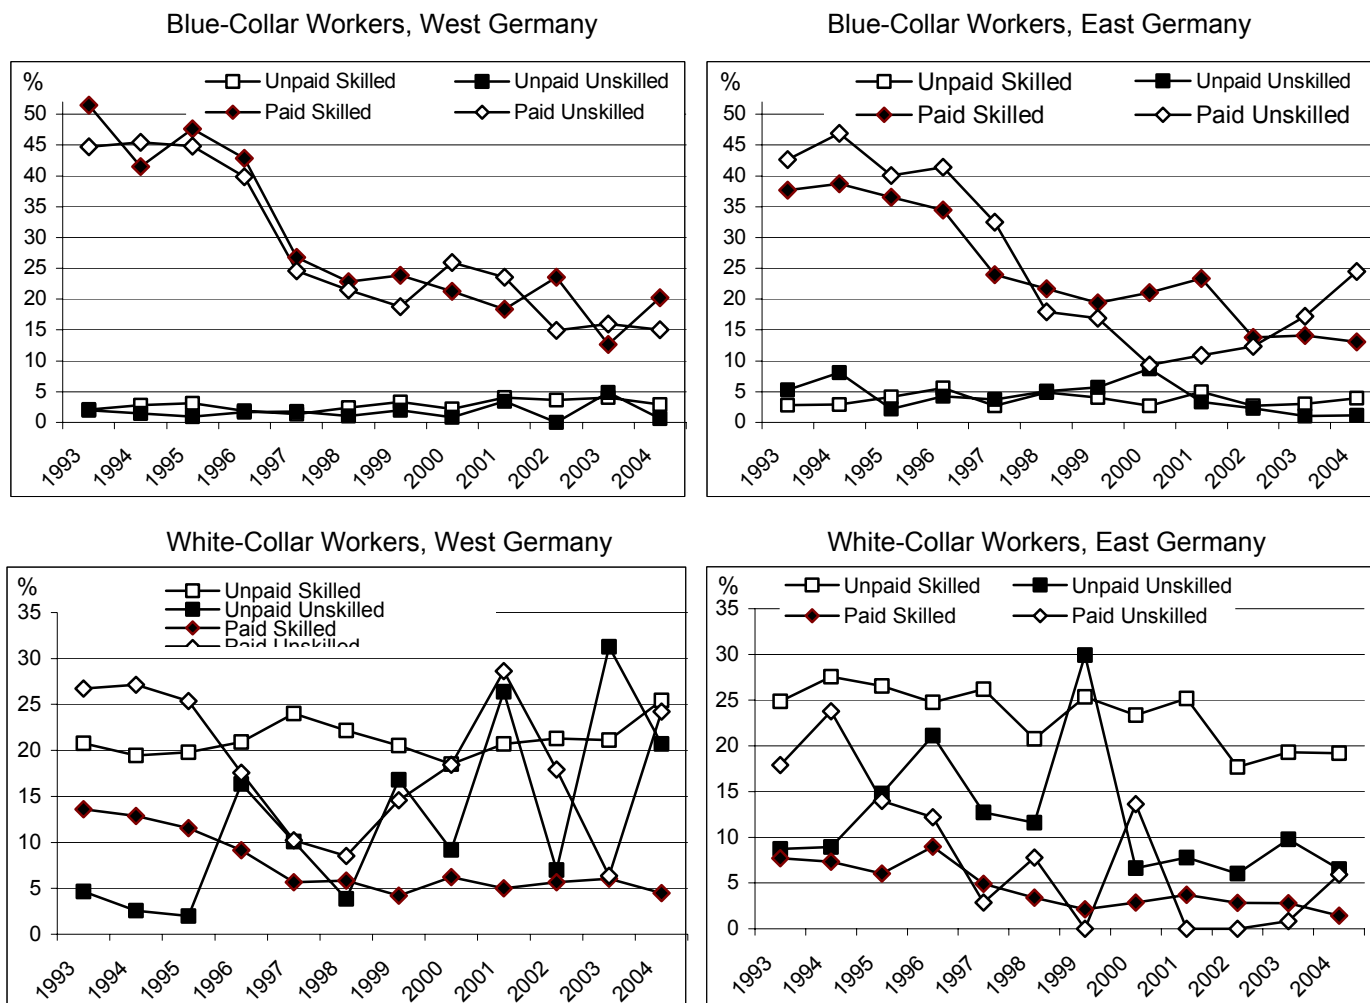 Blue-Collar Workers, West Germany
%
Unpaid Skilled
Unpaid Unskilled
Paid Skilled
Paid Unskilled
50
45
40
35
30
25
20
15
10
5
0
1993 1994 1995 1996 1997 1998 1999 2000 2001 2002 2003 2004
Blue-Collar Workers, East Germany
%
Unpaid Skilled
Unpaid Unskilled
Paid Skilled
Paid Unskilled
50
45
40
35
30
25
20
15
10
5
0
1993 1994 1995 1996 1997 1998 1999 2000 2001 2002 2003 2004
White-Collar Workers, West Germany
%
Unpaid Skilled
Unpaid Unskilled
Paid Skilled
Paid Unskilled
35
30
25
20
15
10
5
0
1993 1994 1995 1996 1997 1998 1999 2000 2001 2002 2003 2004
White-Collar Workers, East Germany
%
Unpaid Skilled
Unpaid Unskilled
Paid Skilled
Paid Unskilled
35
30
25
20
15
10
5
0
1993 1994 1995 1996 1997 1998 1999 2000 2001 2002 2003 2004